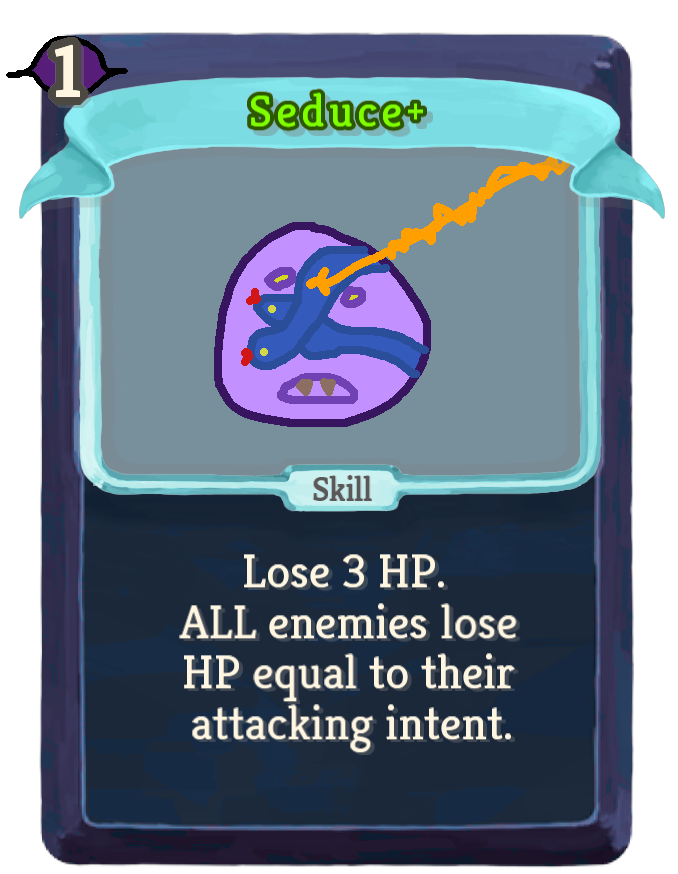 1
Seduce+
Skill
Lose 3 HP.
ALL enemies lose
HP equal to their
attacking intent.